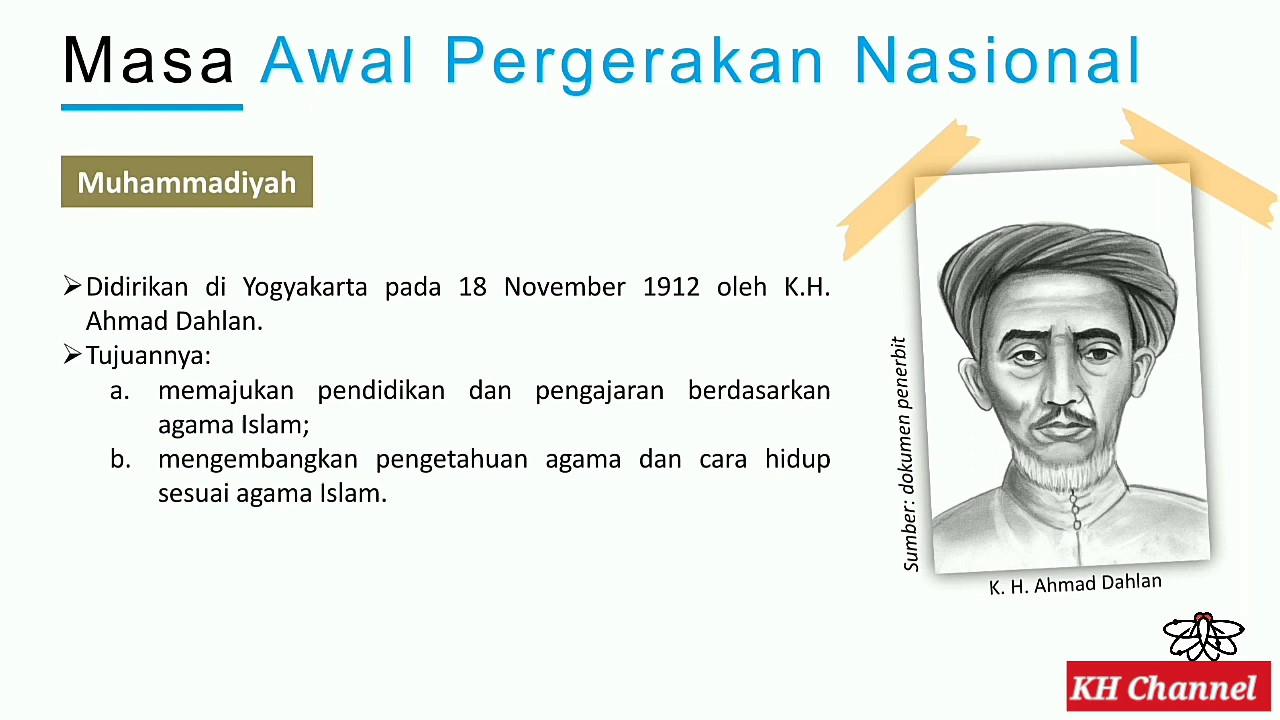 Masa Awal Pergerakan Nasional
Muhammadiyah
➢Didirikan di Yogyakarta pada 18 November 1912 oleh K.H.
Ahmad Dahlan.
➢Tujuannya:
a. memajukan pendidikan dan pengajaran berdasarkan
agama Islam;
b. mengembangkan pengetahuan agama dan cara hidup
sesuai agama Islam.
Sumber: dokumen penerbit
K. H. Ahmad Dahlan
KH Channel